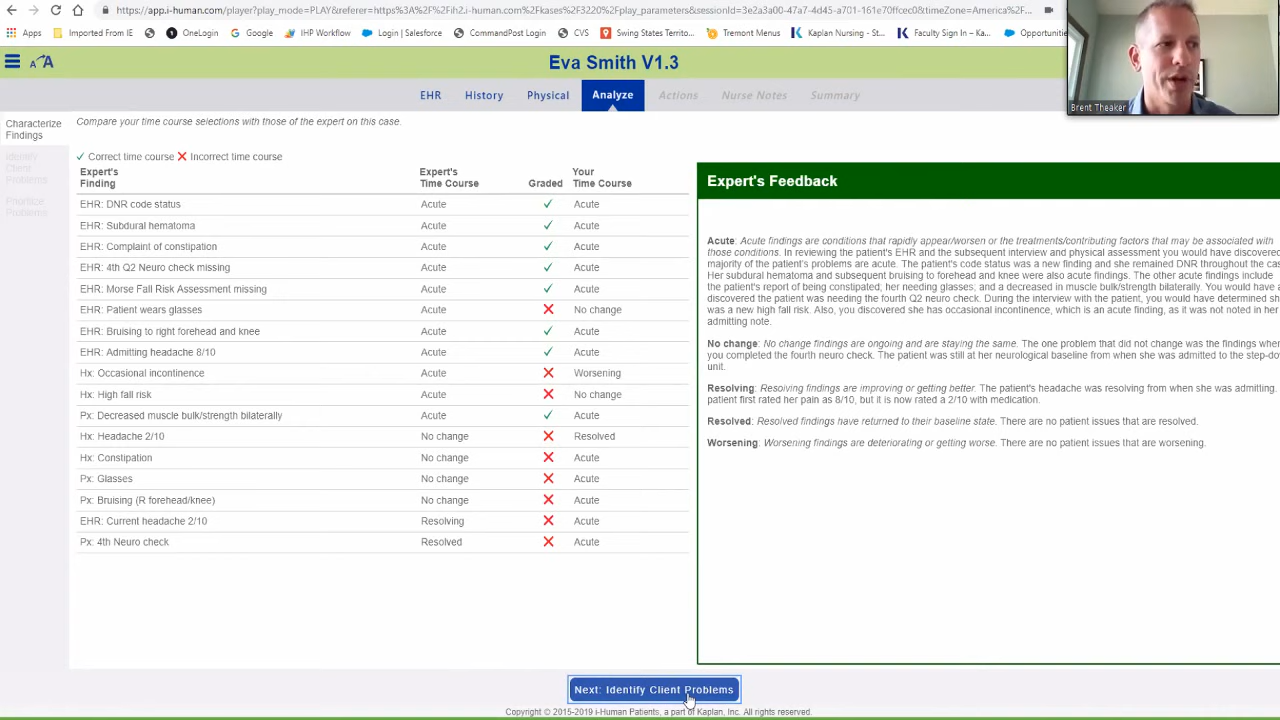 https://app.i-human.com/player?play_mode=PLAY&referer=https%3A%2F%2Fih2.i-human.com%2Fkases%2F3220%2Fplay_parameters&sessionId=3e2a3a00-47a7-4d45-a701-161e70ffcec0&timeZone=America%2F...
Apps Imported From IE OneLogin Google IHP Workflow Login | Salesforce CommandPost Login CVS Swing States Territo... Tremont Menus Kaplan Nursing - St... Faculty Sign In – Ka... Opportuniti
AA Eva Smith V1.3
EHR History Physical Analyze Actions Nurse Notes Summary
Brent Theaker
Characterize
Findings
Identify
Client
Problems
Prioritize
Problems
Compare your time course selections with those of the expert on the case.
Correct time course Incorrect time course
Expert's Finding Expert's Time Course Graded Your Time Course
EHR: DNR code status Acute Acute
EHR: Subdural hematoma Acute Acute
EHR: Complaint of constipation Acute Acute
EHR: 4th Q2 Neuro check missing Acute Acute
EHR: Morse Fall Risk Assessment missing Acute Acute
EHR: Patient wears glasses Acute No change
EHR: Bruising to right forehead and knee Acute Acute
EHR: Admitting headache 8/10 Acute Acute
Hx: Occasional incontinence Acute Worsening
Hx: High fall risk Acute No change
Px: Decreased muscle bulk/strength bilaterally Acute Acute
Hx: Headache 2/10 No change Resolved
Hx: Constipation No change Acute
Px: Glasses No change Acute
Px: Bruising (R forehead/knee) No change Acute
EHR: Current headache 2/10 Resolving Acute
Px: 4th Neuro check Resolved Acute
Expert's Feedback
Acute: Acute findings are conditions that rapidly appear/worsen or the treatments/contributing factors that may be associated with
those conditions. In reviewing the patient's EHR and the subsequent interview and physical assessment you would have discovered
majority of the patient's problems are acute. The patient's code status was a new finding and she remained DNR throughout the cas
Her subdural hematoma and subsequent bruising to forehead and knee were also acute findings. The other acute findings include
the patient's report of being constipated; her needing glasses; and a decreased in muscle bulk/strength bilaterally. You would have a
discovered the patient was needing the fourth Q2 neuro check. During the interview with the patient, you would have determined she
was a new high fall risk. Also, you discovered she has occasional incontinence, which is an acute finding, as it was not noted in her
admitting note.
No change: No change findings are ongoing and are staying the same. The one problem that did not change was the findings when
you completed the fourth neuro check. The patient was still at her neurological baseline from when she was admitted to the step-do
unit.
Resolving: Resolving findings are improving or getting better. The patient's headache was resolving from when she was admitting.
patient first rated her pain as 8/10, but it is now rated a 2/10 with medication.
Resolved: Resolved findings have returned to their baseline state. There are no patient issues that are resolved.
Worsening: Worsening findings are deteriorating or getting worse. There are no patient issues that are worsening.
Next: Identify Client Problems
Copyright © 2015-2019 i-Human Patients, a part of Kaplan, Inc. All rights reserved.